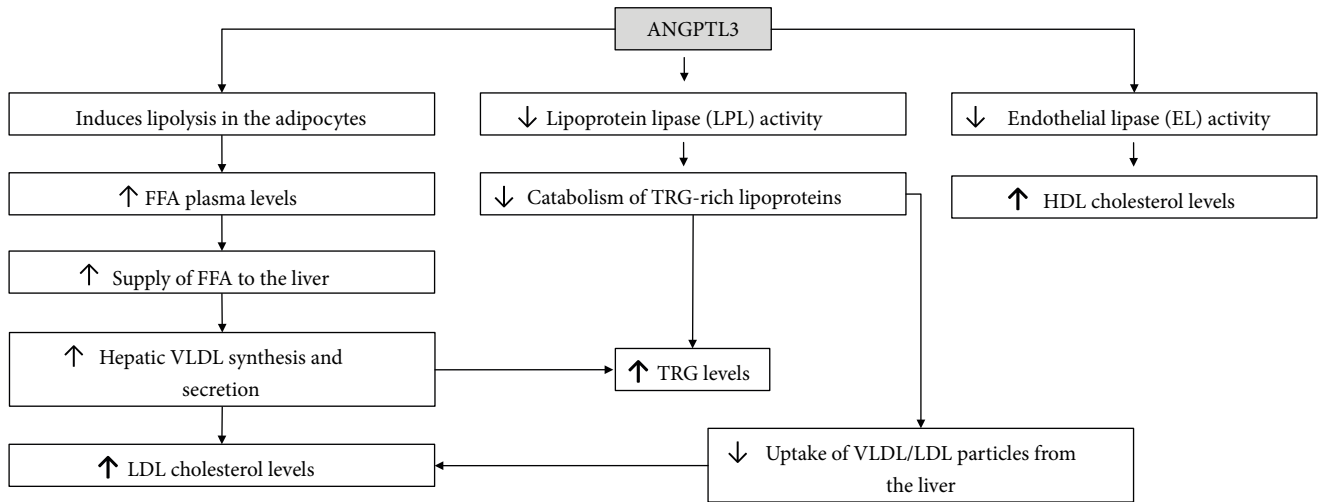 ANGPTL3
Induces lipolysis in the adipocytes
↓ Lipoprotein lipase (LPL) activity
↓ Endothelial lipase (EL) activity
↑ FFA plasma levels
↓ Catabolism of TRG-rich lipoproteins
↑ HDL cholesterol levels
↑ Supply of FFA to the liver
↑ Hepatic VLDL synthesis and
secretion
↑ TRG levels
↑ LDL cholesterol levels
↓ Uptake of VLDL/LDL particles from
the liver